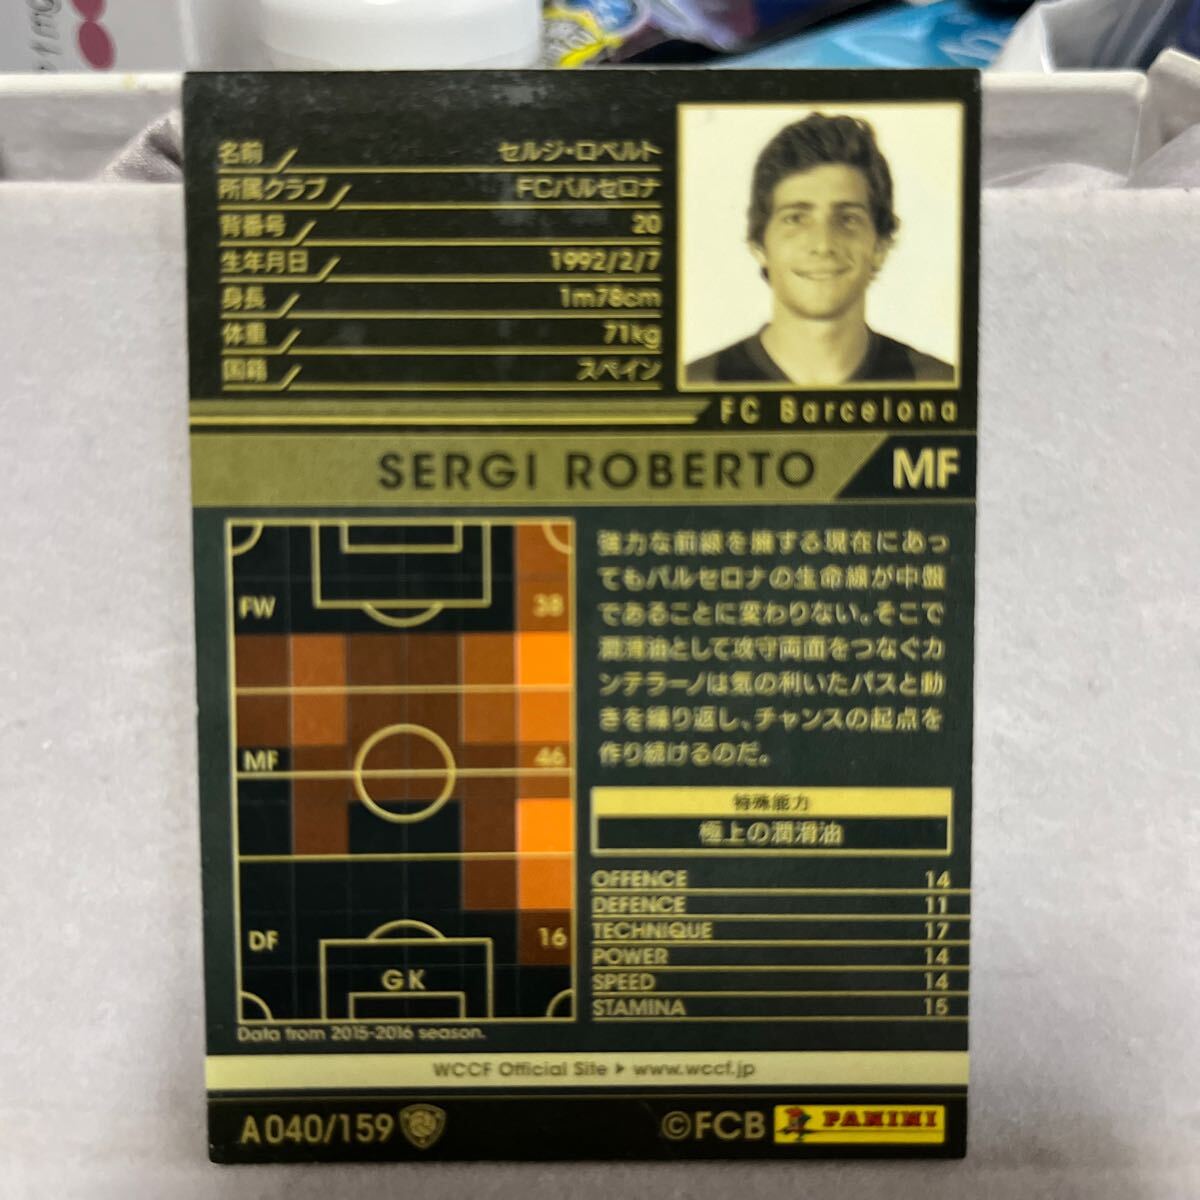 名前 セルジ・ロベルト
所属クラブ FCバルセロナ
背番号 20
生年月日 1992/2/7
身長 1m78cm
体重 71kg
国籍 スペイン
FC Barcelona
SERGI ROBERTO MF
FW 38
MF 46
DF 16
GK
Data from 2015-2016 season.
強力な前線を擁する現在にあっ
てもバルセロナの生命線が中盤
であることに変わりない。そこで
潤滑油として攻守両面をつなぐカ
ンテラーノは気の利いたパスと動
きを繰り返し、チャンスの起点を
作り続けるのだ。
特殊能力
極上の潤滑油
OFFENCE 14
DEFENCE 11
TECHNIQUE 17
POWER 14
SPEED 14
STAMINA 15
WCCF Official Site ▶ www.wccf.jp
A040/159
©FCB PANINI